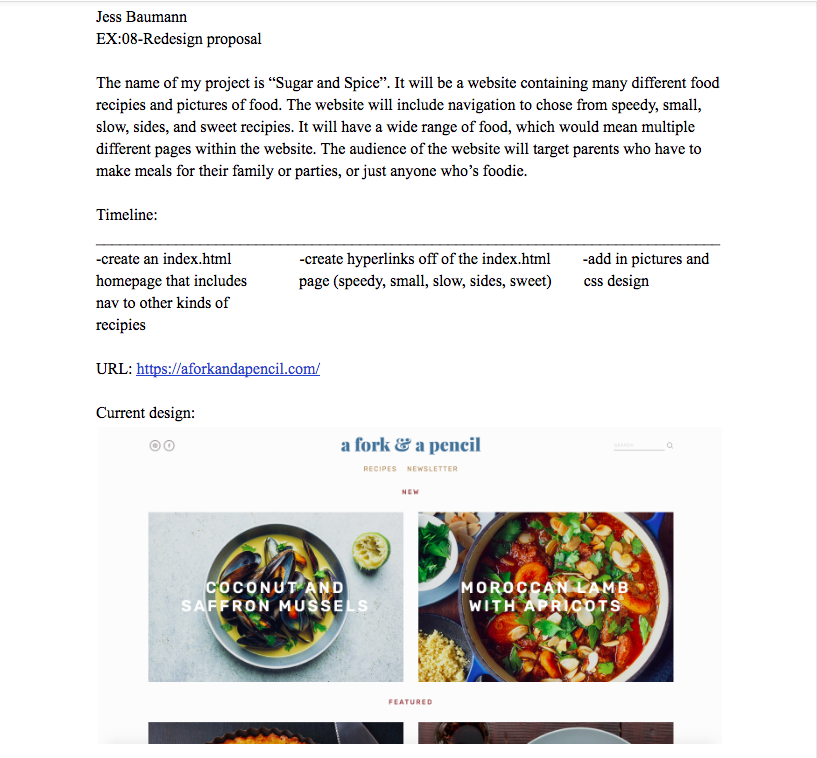 Jess Baumann
EX:08-Redesign proposal
The name of my project is “Sugar and Spice”. It will be a website containing many different food
recipies and pictures of food. The website will include navigation to chose from speedy, small,
slow, sides, and sweet recipies. It will have a wide range of food, which would mean multiple
different pages within the website. The audience of the website will target parents who have to
make meals for their family or parties, or just anyone who’s foodie.
Timeline:
-create an index.html
homepage that includes
nav to other kinds of
recipies
-create hyperlinks off of the index.html
page (speedy, small, slow, sides, sweet)
-add in pictures and
css design
URL: https://aforkandapencil.com/
Current design:
a fork & a pencil
SEARCH
RECIPES NEWSLETTER
NEW
COCONUT AND
SAFFRON MUSSELS
MOROCCAN LAMB
WITH APRICOTS
FEATURED